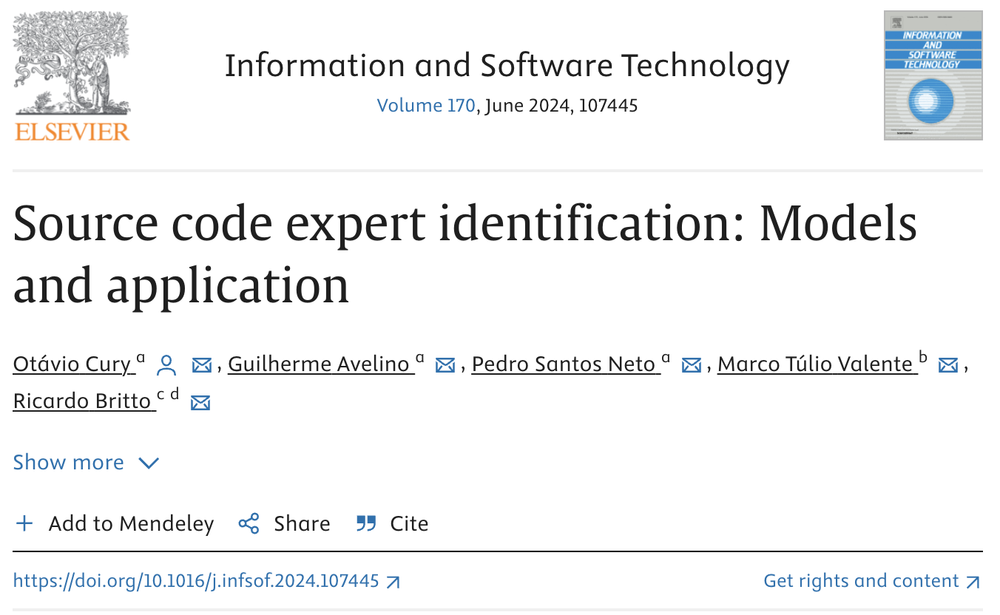 ELSEVIER
Information and Software Technology
Volume 170, June 2024, 107445
INFORMATION
AND
SOFTWARE
TECHNOLOGY
Source code expert identification: Models
and application
Otávio Cury a , Guilherme Avelino a , Pedro Santos Neto a , Marco Túlio Valente b ,
Ricardo Britto c d
Show more
Add to Mendeley Share Cite
https://doi.org/10.1016/j.infsof.2024.107445 Get rights and content